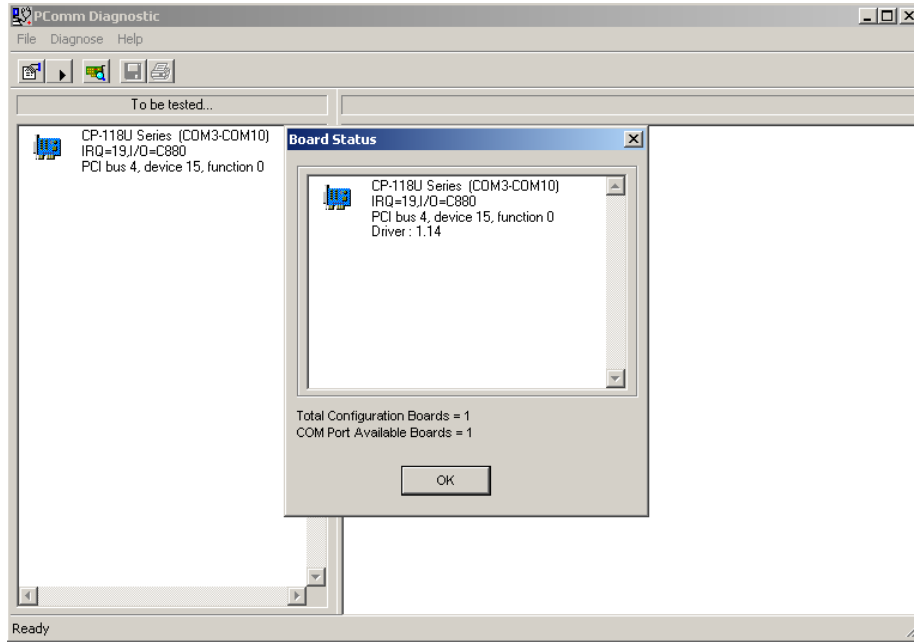 PComm Diagnostic
File Diagnose Help
To be tested...
CP-118U Series (COM3-COM10)
IRQ=19,I/O=C880
PCI bus 4, device 15, function 0
Board Status
CP-118U Series (COM3-COM10)
IRQ=19,I/O=C880
PCI bus 4, device 15, function 0
Driver : 1.14
Total Configuration Boards = 1
COM Port Available Boards = 1
OK
Ready